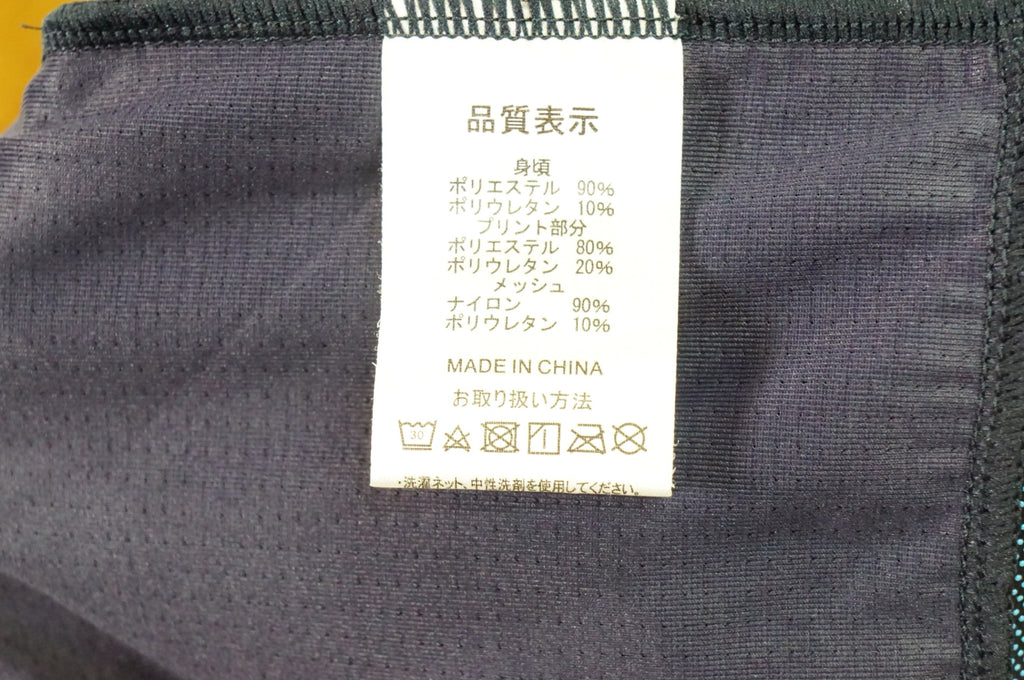 品質表示
身頃
ポリエステル 90%
ポリウレタン 10%
プリント部分
ポリエステル 80%
ポリウレタン 20%
メッシュ
ナイロン 90%
ポリウレタン 10%
MADE IN CHINA
お取り扱い方法
30
・洗濯ネット、中性洗剤を使用してください。